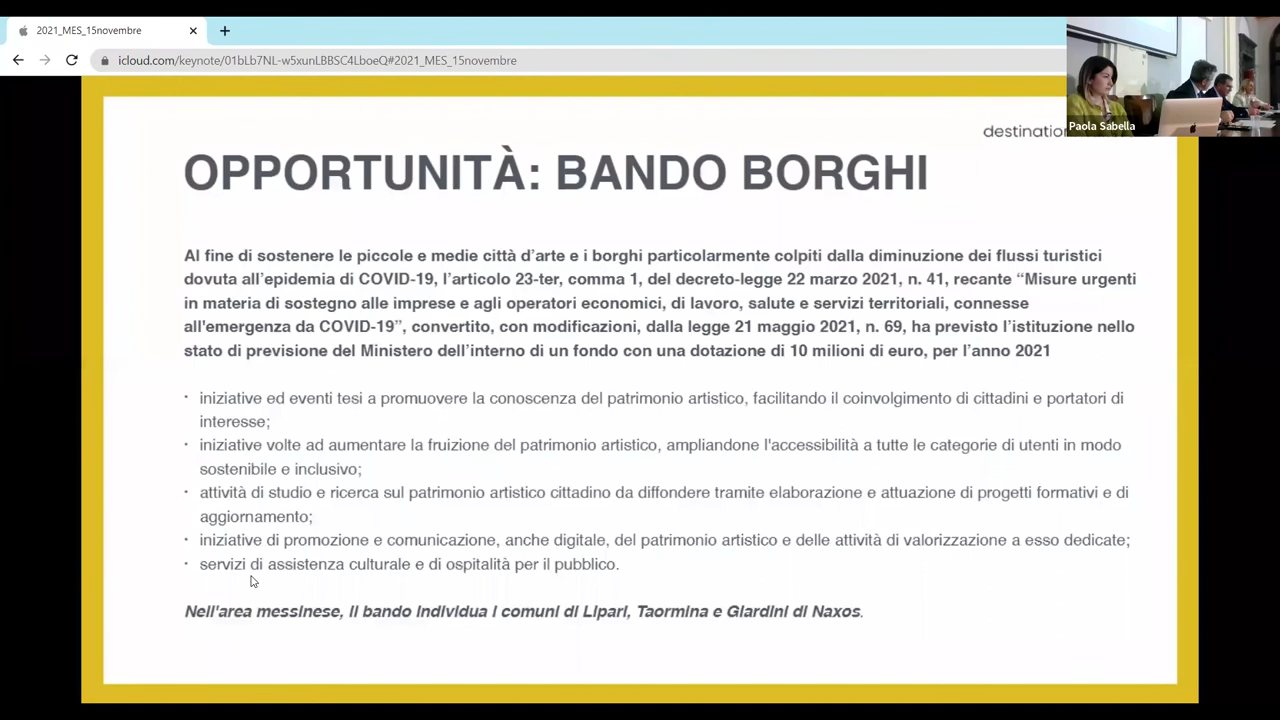 2021_MES_15novembre
icloud.com/keynote/01bLb7NL-w5xunLBBSC4LboeQ#2021_MES_15novembre
Paola Sabella
destination
OPPORTUNITÀ: BANDO BORGHI
Al fine di sostenere le piccole e medie città d’arte e i borghi particolarmente colpiti dalla diminuzione dei flussi turistici
dovuta all’epidemia di COVID-19, l’articolo 23-ter, comma 1, del decreto-legge 22 marzo 2021, n. 41, recante “Misure urgenti
in materia di sostegno alle imprese e agli operatori economici, di lavoro, salute e servizi territoriali, connesse
all'emergenza da COVID-19”, convertito, con modificazioni, dalla legge 21 maggio 2021, n. 69, ha previsto l’istituzione nello
stato di previsione del Ministero dell’interno di un fondo con una dotazione di 10 milioni di euro, per l’anno 2021
· iniziative ed eventi tesi a promuovere la conoscenza del patrimonio artistico, facilitando il coinvolgimento di cittadini e portatori di
interesse;
· iniziative volte ad aumentare la fruizione del patrimonio artistico, ampliandone l'accessibilità a tutte le categorie di utenti in modo
sostenibile e inclusivo;
· attività di studio e ricerca sul patrimonio artistico cittadino da diffondere tramite elaborazione e attuazione di progetti formativi e di
aggiornamento;
· iniziative di promozione e comunicazione, anche digitale, del patrimonio artistico e delle attività di valorizzazione a esso dedicate;
· servizi di assistenza culturale e di ospitalità per il pubblico.
Nell'area messinese, il bando individua i comuni di Lipari, Taormina e Giardini di Naxos.